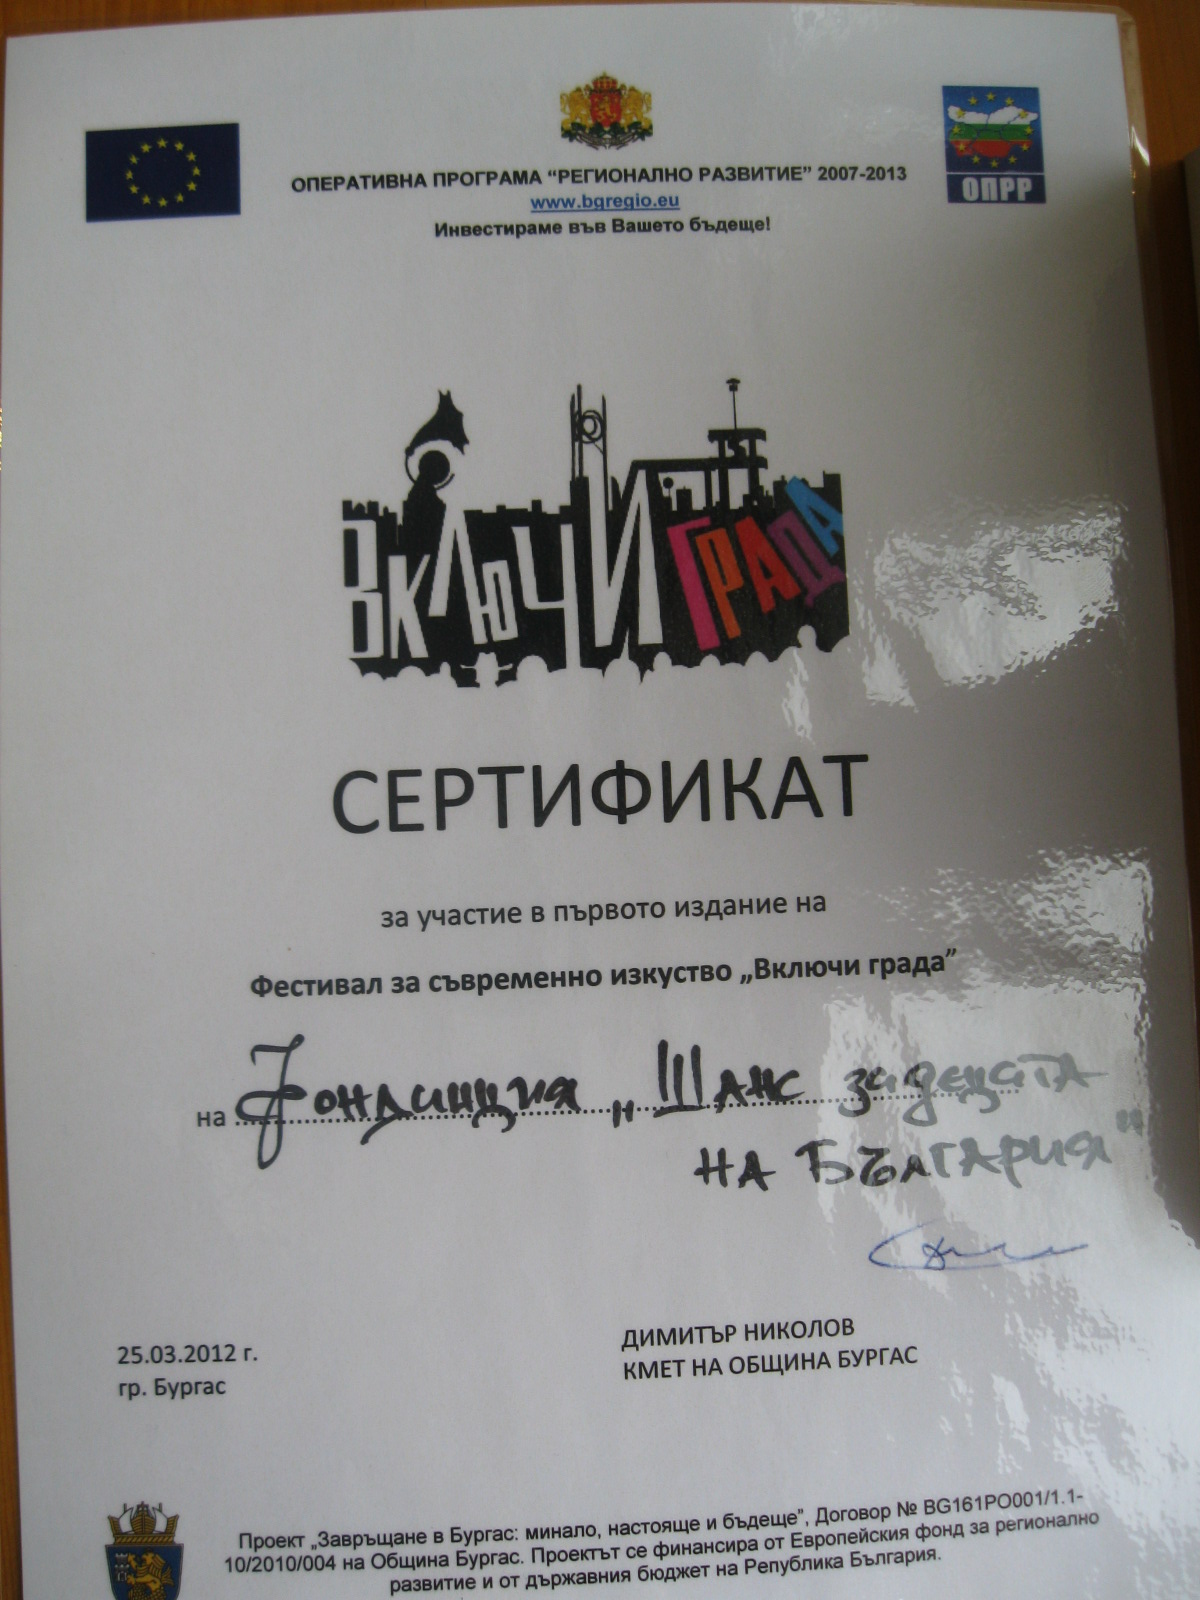 ОПРР
ОПЕРАТИВНА ПРОГРАМА “РЕГИОНАЛНО РАЗВИТИЕ” 2007-2013
www.bgregio.eu
Инвестираме във Вашето бъдеще!
ВКЛЮЧИ ГРАДА
СЕРТИФИКАТ
за участие в първото издание на
Фестивал за съвременно изкуство „Включи града”
на Фондация „Шанс за децата
на България"
ДИМИТЪР НИКОЛОВ
КМЕТ НА ОБЩИНА БУРГАС
25.03.2012 г.
гр. Бургас
Проект „Завръщане в Бургас: минало, настояще и бъдеще”, Договор № BG161PO001/1.1-
10/2010/004 на Община Бургас. Проектът се финансира от Европейския фонд за регионално
развитие и от държавния бюджет на Република България.